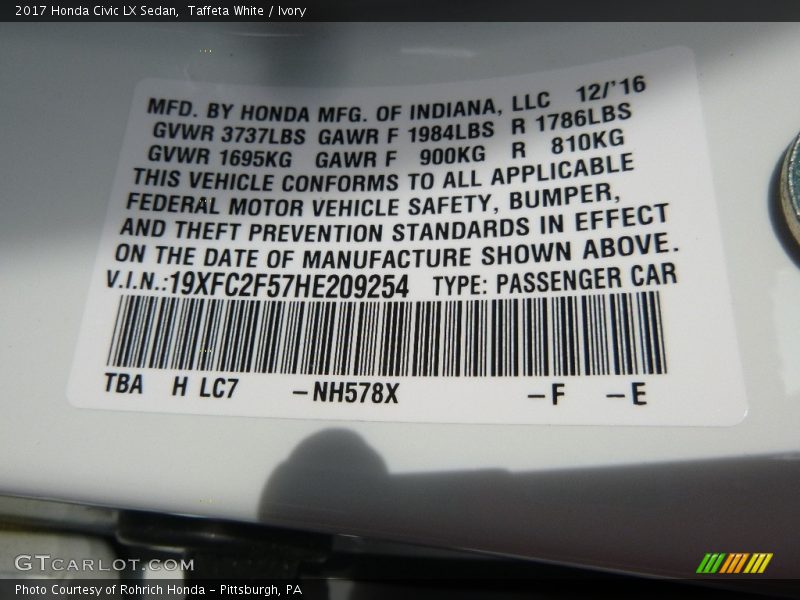 2017 Honda Civic LX Sedan,  Taffeta White / Ivory
MFD. BY HONDA MFG. OF INDIANA, LLC 12/'16
GVWR 3737LBS GAWR F 1984LBS R 1786LBS
GVWR 1695KG GAWR F 900KG R 810KG
THIS VEHICLE CONFORMS TO ALL APPLICABLE
FEDERAL MOTOR VEHICLE SAFETY, BUMPER,
AND THEFT PREVENTION STANDARDS IN EFFECT
ON THE DATE OF MANUFACTURE SHOWN ABOVE.
V.I.N.:19XFC2F57HE209254 TYPE: PASSENGER CAR
TBA H LC7 –NH578X –F –E
GTCARLOT.COM
Photo Courtesy of Rohrich Honda - Pittsburgh, PA